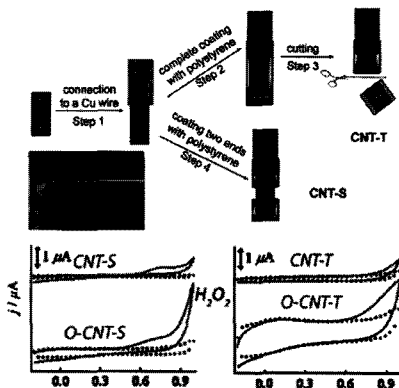 connection
to a Cu wire
Step 1
complete coating
with polystyrene
Step 2
cutting
Step 3
CNT-T
coating two ends
with polystyrene
Step 4
CNT-S
j / μA
1 μA
CNT-S
O-CNT-S
H₂O₂
1 μA
CNT-T
O-CNT-T
0.0 0.3 0.6 0.9
0.0 0.3 0.6 0.9